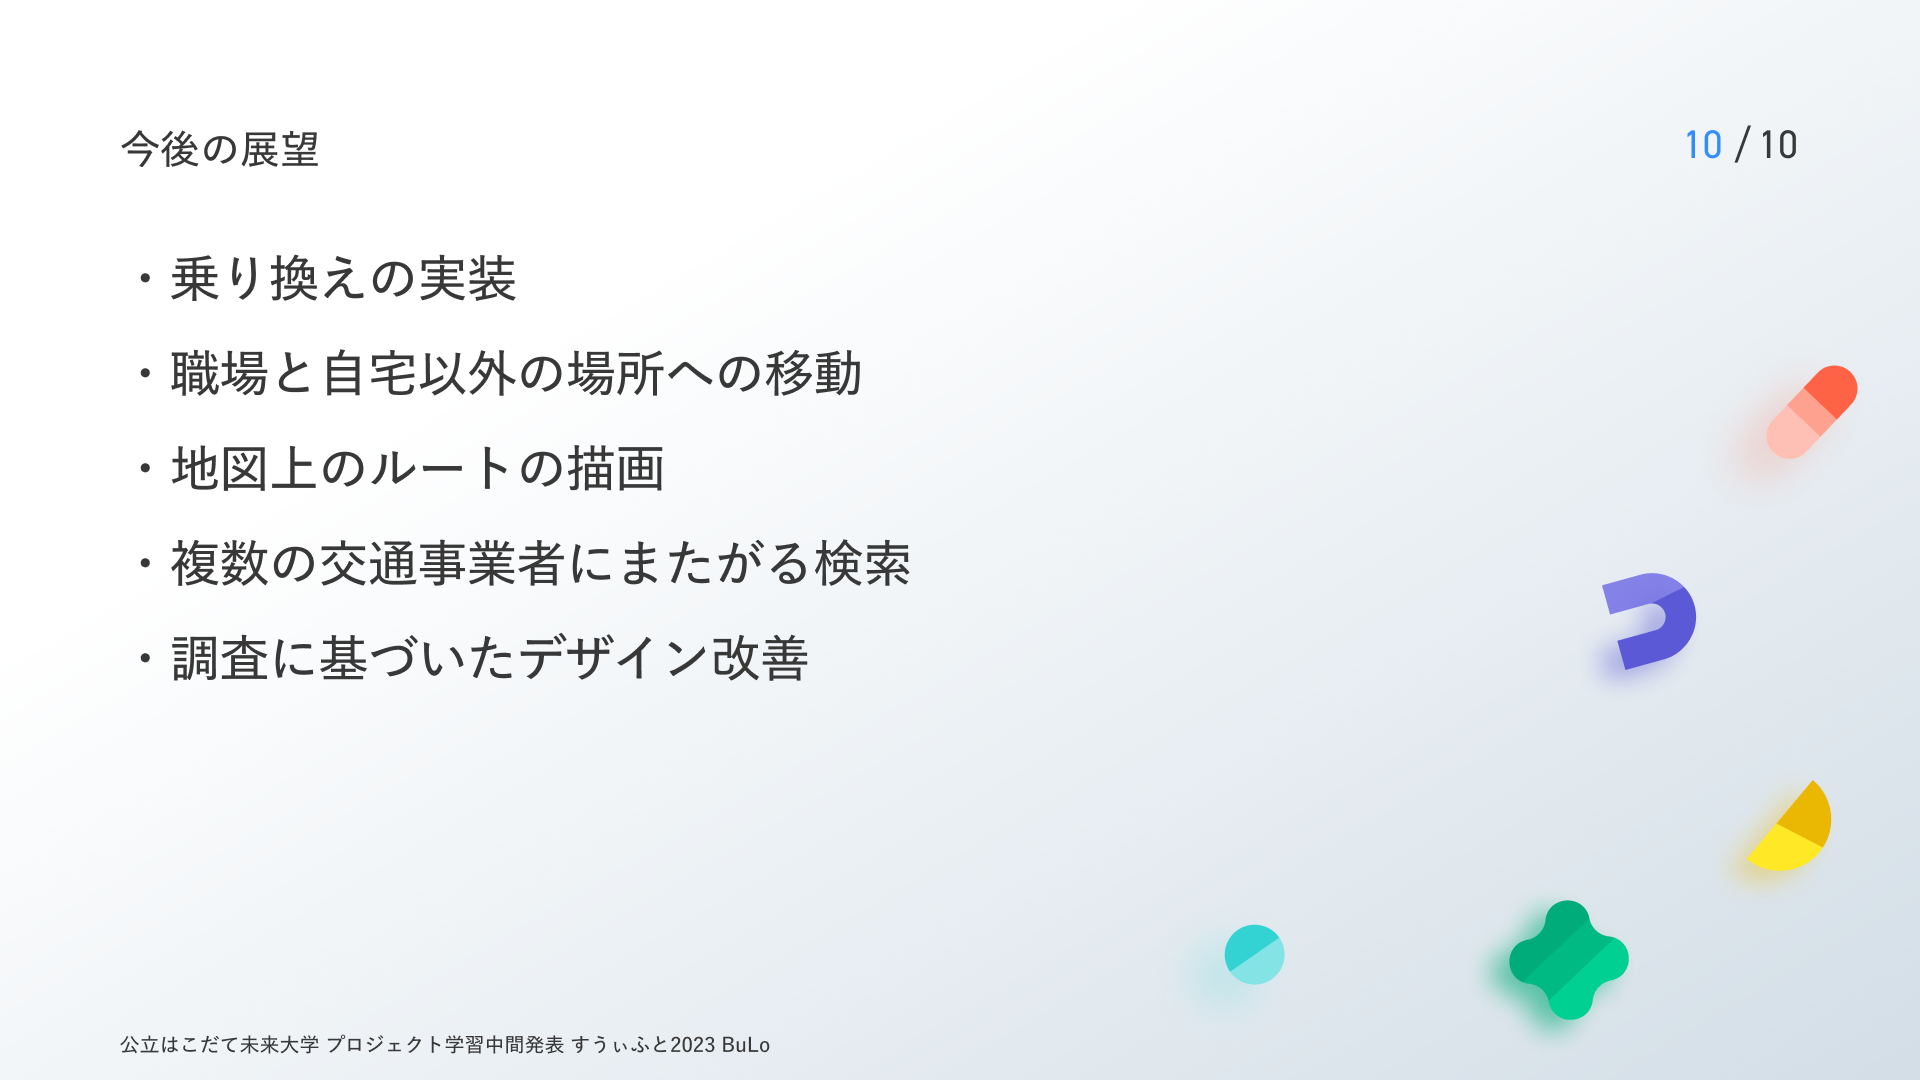 今後の展望
10 / 10
・乗り換えの実装
・職場と自宅以外の場所への移動
・地図上のルートの描画
・複数の交通事業者にまたがる検索
・調査に基づいたデザイン改善
公立はこだて未来大学 プロジェクト学習中間発表 すうぃふと2023 BuLo